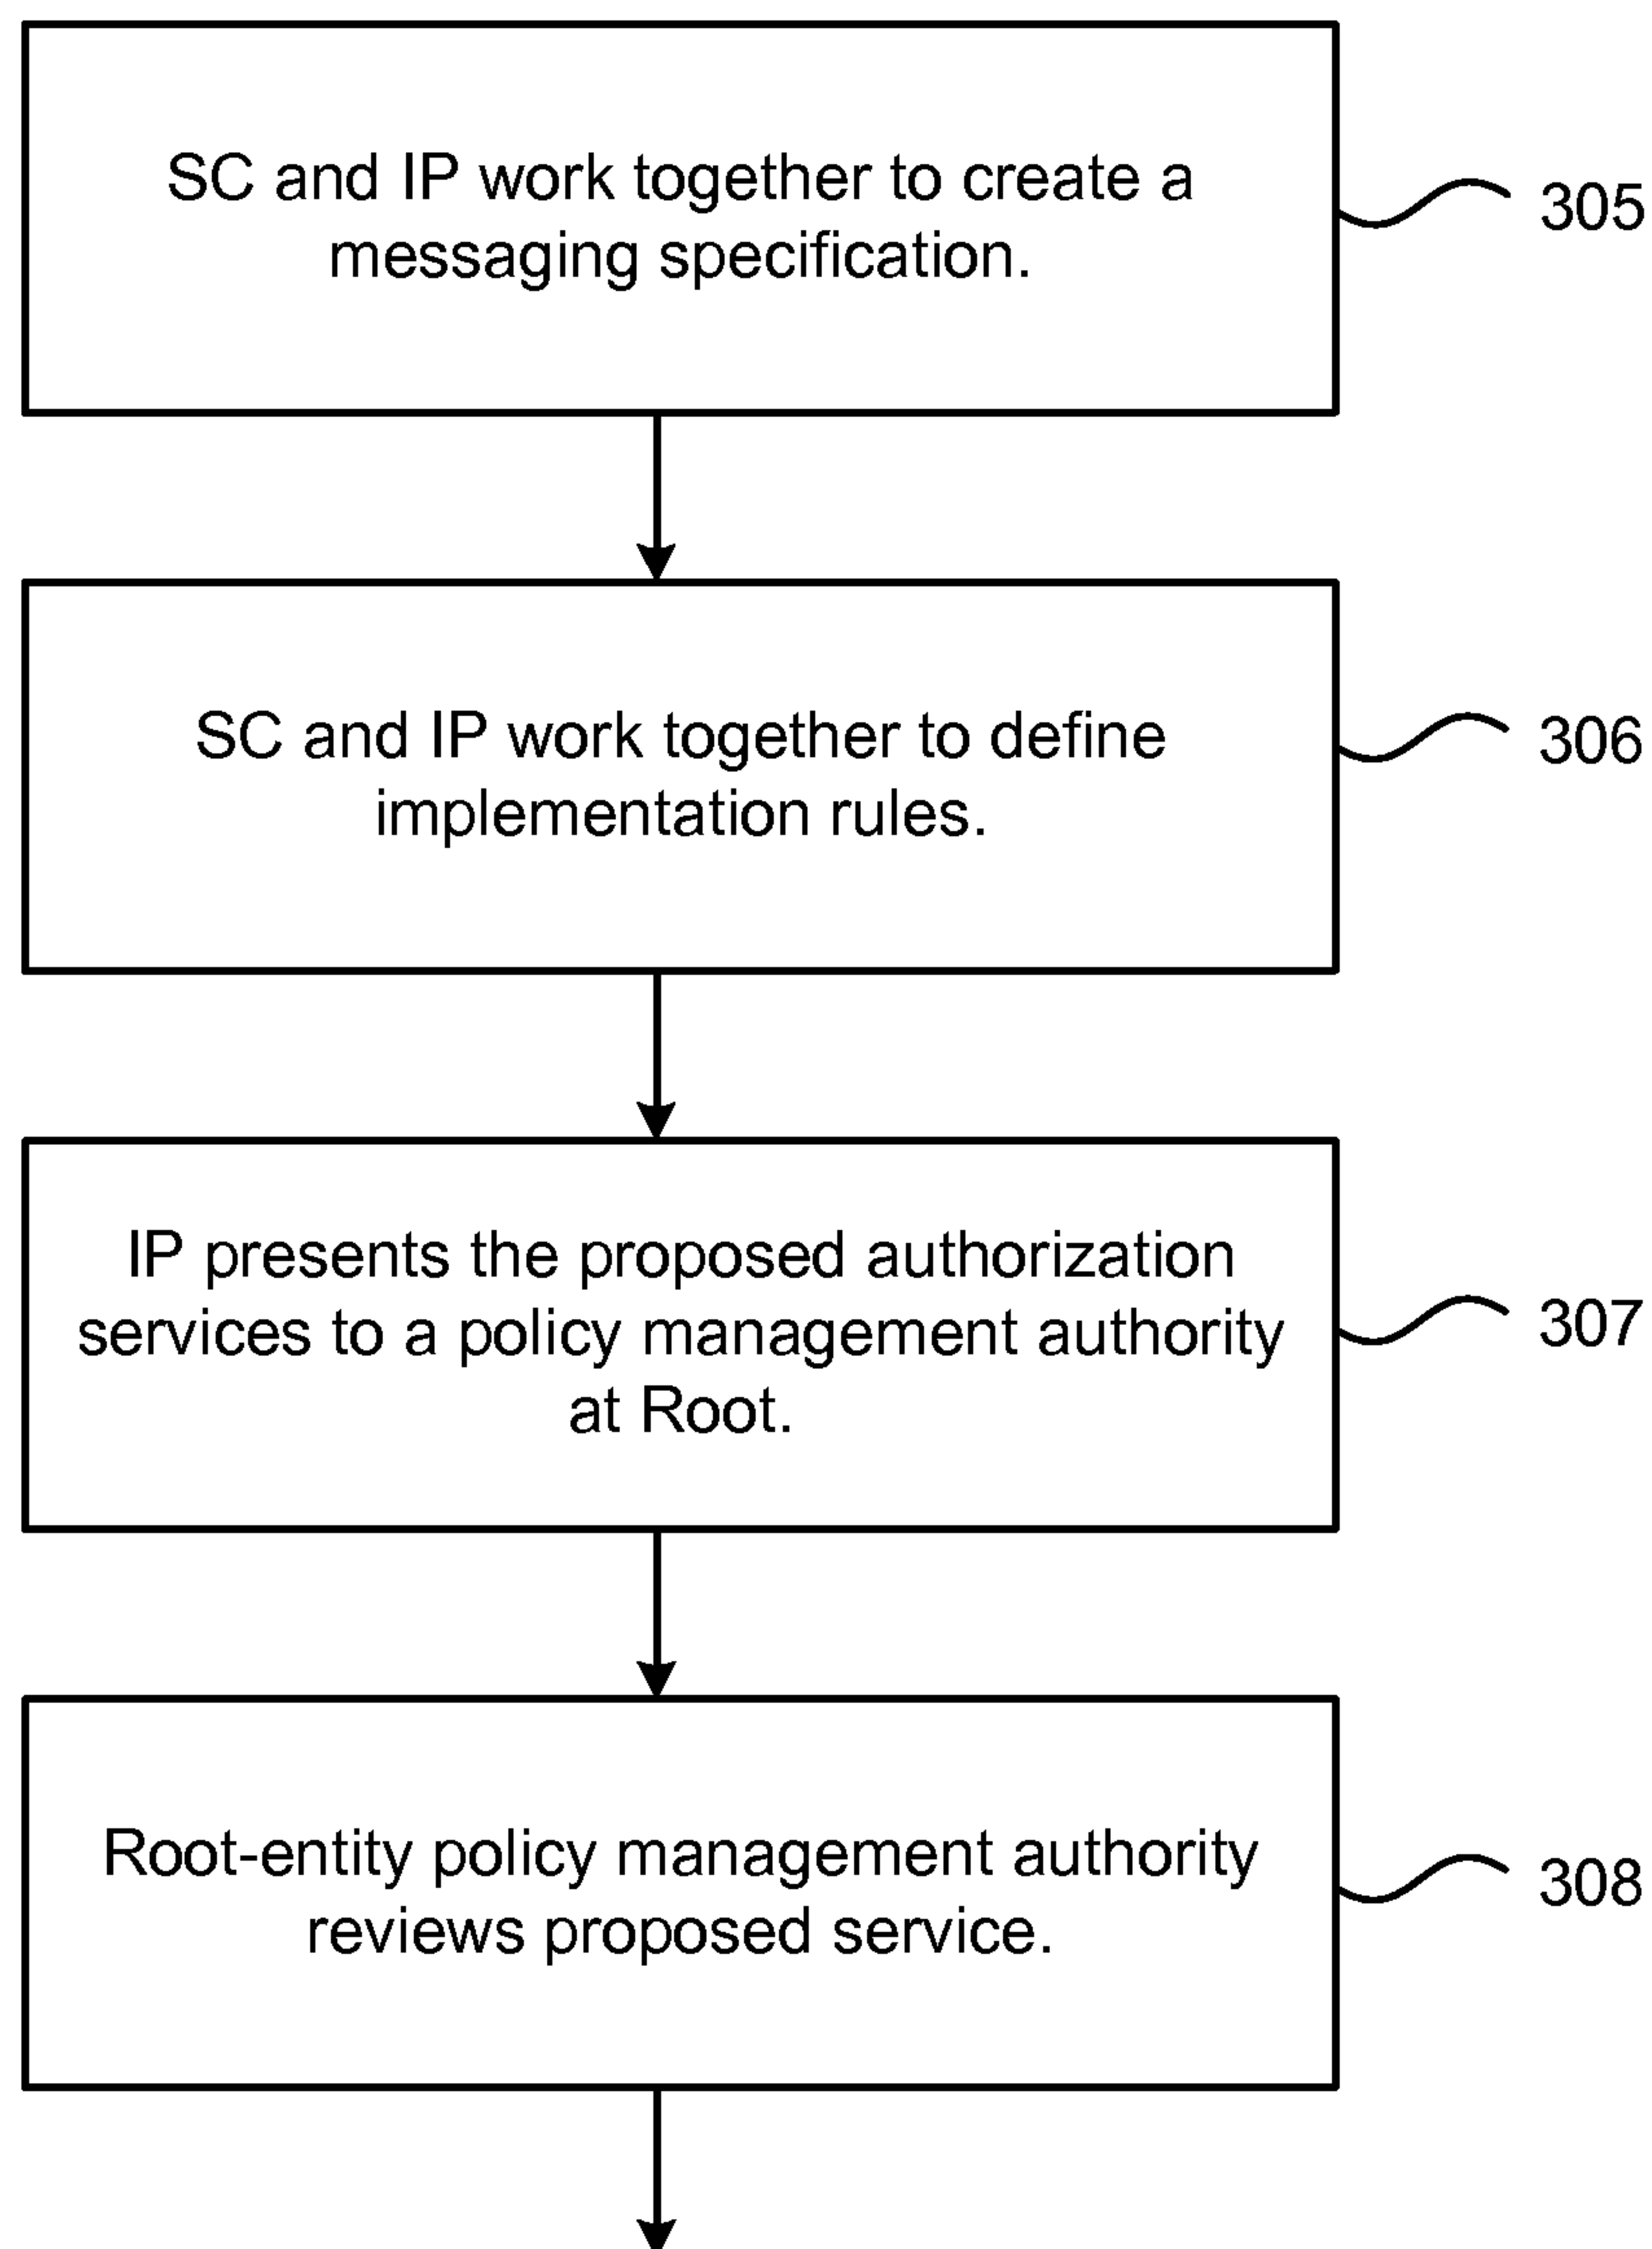 SC and IP work together to create a
messaging specification.
305
SC and IP work together to define
implementation rules.
306
IP presents the proposed authorization
services to a policy management authority
at Root.
307
Root-entity policy management authority
reviews proposed service.
308